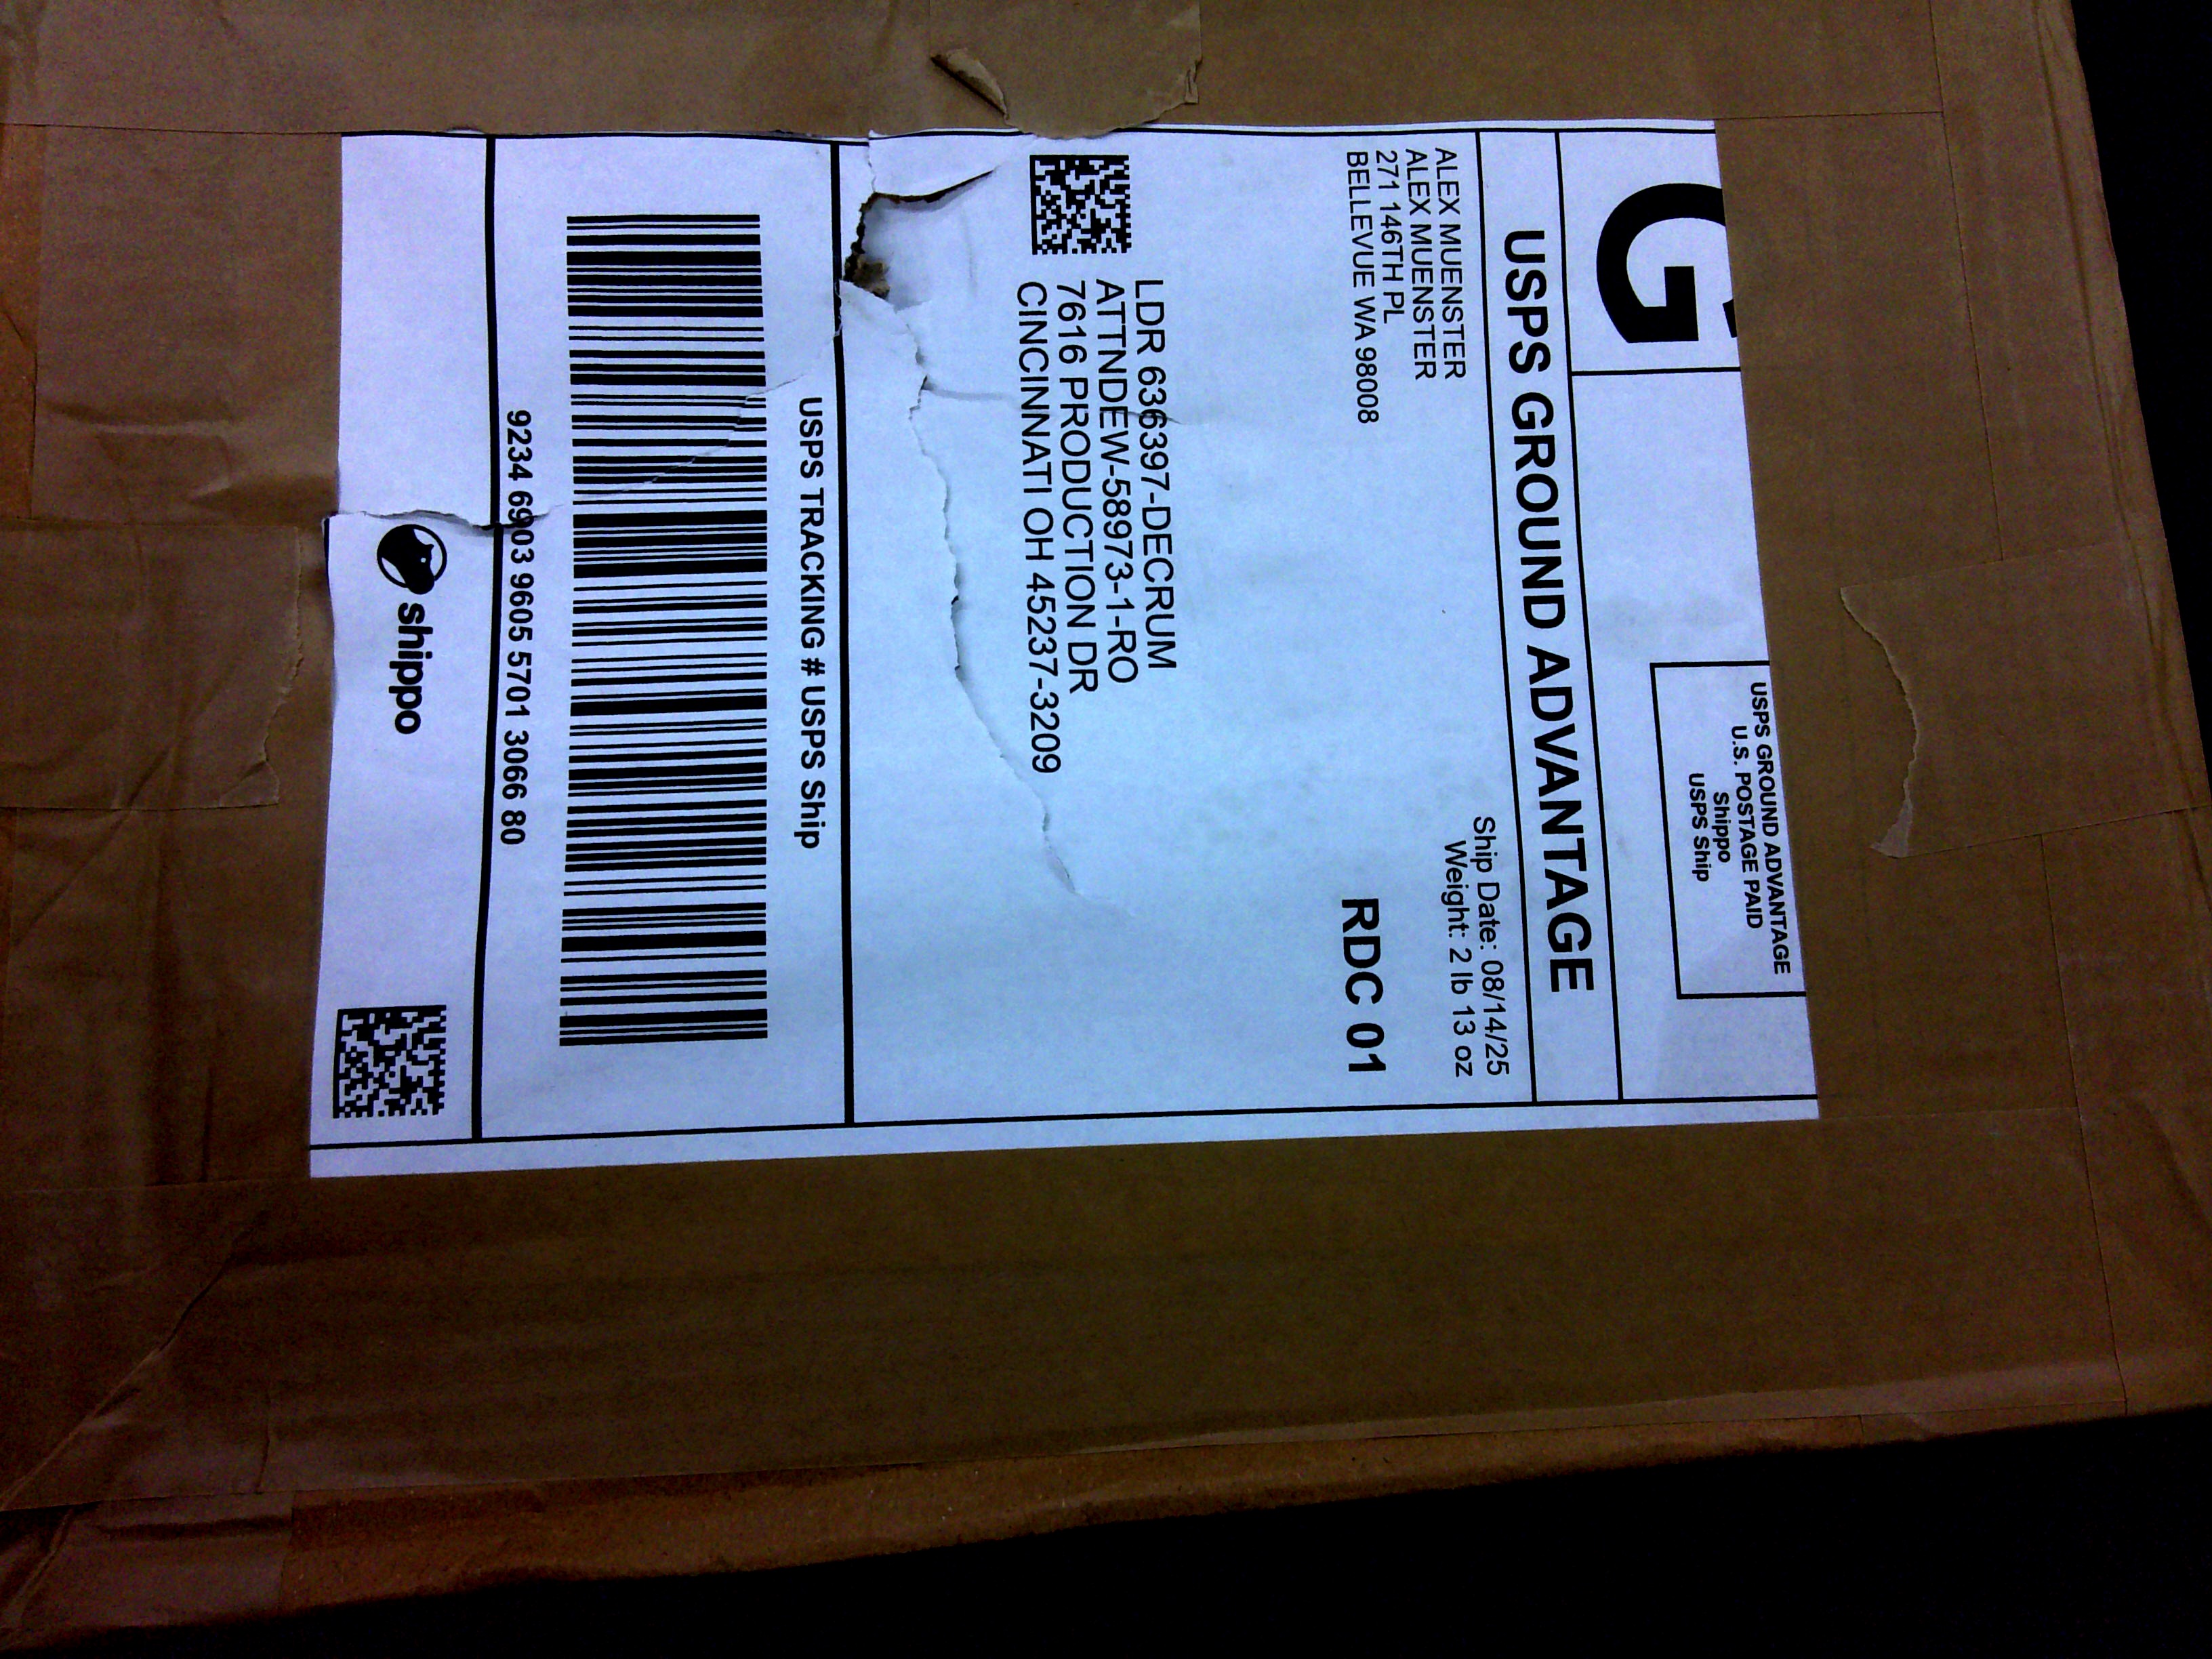 G
USPS GROUND ADVANTAGE
U.S. POSTAGE PAID
Shippo
USPS Ship
USPS GROUND ADVANTAGE
ALEX MUENSTER
ALEX MUENSTER
271 146TH PL
BELLEVUE WA 98008
Ship Date: 08/14/25
Weight: 2 lb 13 oz
RDC 01
LDR 636397-DECRUM
ATTNDEW-58973-1-RO
7616 PRODUCTION DR
CINCINNATI OH 45237-3209
USPS TRACKING # USPS Ship
9234 6903 9605 5701 3066 80
shippo